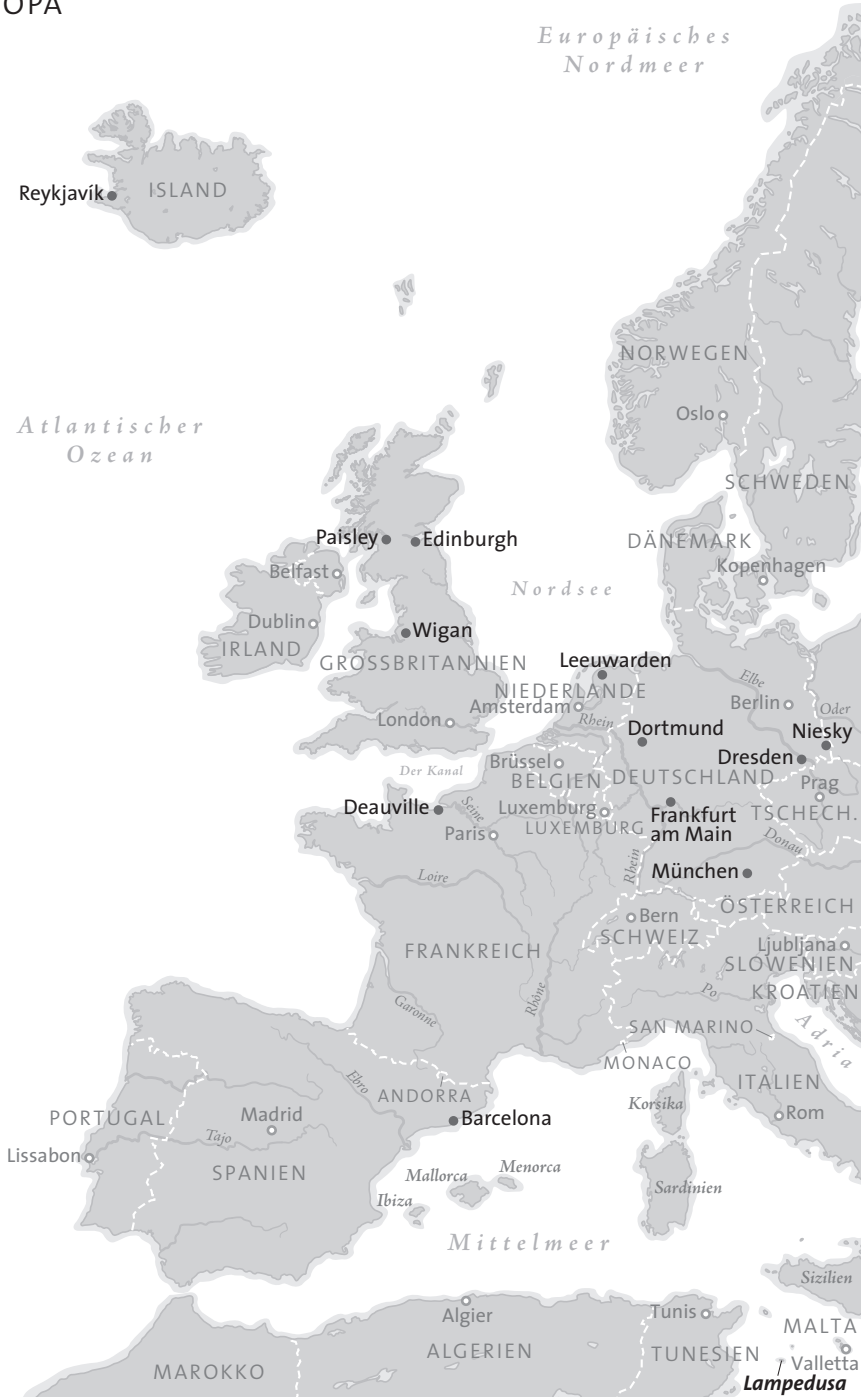 OPA
Europäisches
Nordmeer
Reykjavík
ISLAND
NORWEGEN
Oslo
Atlantischer
Ozean
SCHWEDEN
Paisley
Edinburgh
DÄNEMARK
Kopenhagen
Belfast
Nordsee
Dublin
Wigan
IRLAND
GROSSBRITANNIEN
Leeuwarden
NIEDERLANDE
Elbe
Amsterdam
Berlin
Oder
London
Rhein
Dortmund
Niesky
Dresden
Brüssel
Der Kanal
BELGIEN
DEUTSCHLAND
Prag
Deauville
Seine
Luxemburg
Frankfurt
am Main
TSCHECH.
LUXEMBURG
Paris
Donau
Rhein
München
Loire
ÖSTERREICH
Bern
SCHWEIZ
Ljubljana
FRANKREICH
SLOWENIEN
Po
KROATIEN
Garonne
Rhône
SAN MARINO
Adria
MONACO
Ebro
ANDORRA
ITALIEN
Korsika
PORTUGAL
Madrid
Barcelona
Rom
Tajo
Lissabon
SPANIEN
Mallorca
Menorca
Ibiza
Sardinien
Mittelmeer
Sizilien
Algier
Tunis
MALTA
ALGERIEN
TUNESIEN
Valletta
MAROKKO
Lampedusa